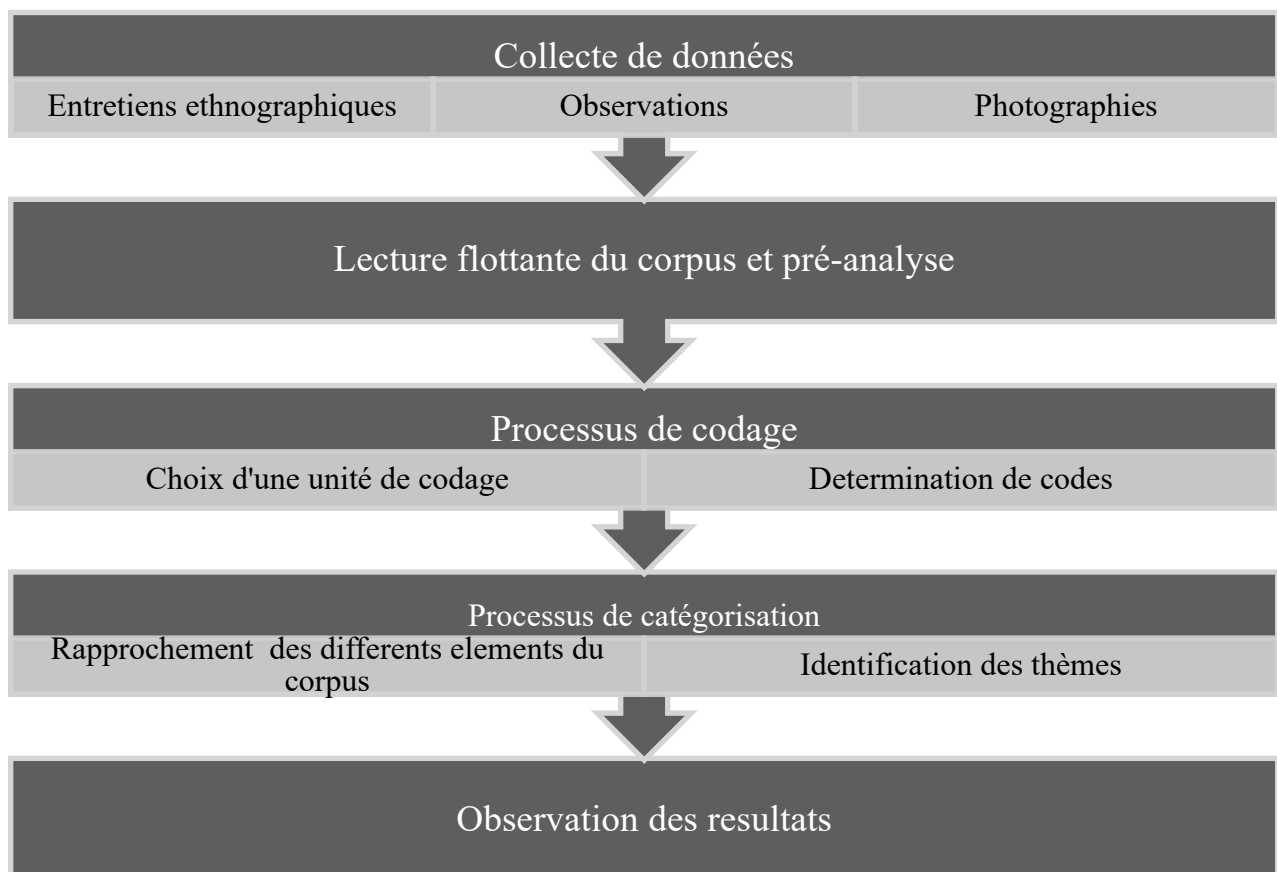 Collecte de données
Entretiens ethnographiques
Observations
Photographies
Lecture flottante du corpus et pré-analyse
Processus de codage
Choix d'une unité de codage
Determination de codes
Processus de catégorisation
Rapprochement  des differents elements du
corpus
Identification des thèmes
Observation des resultats